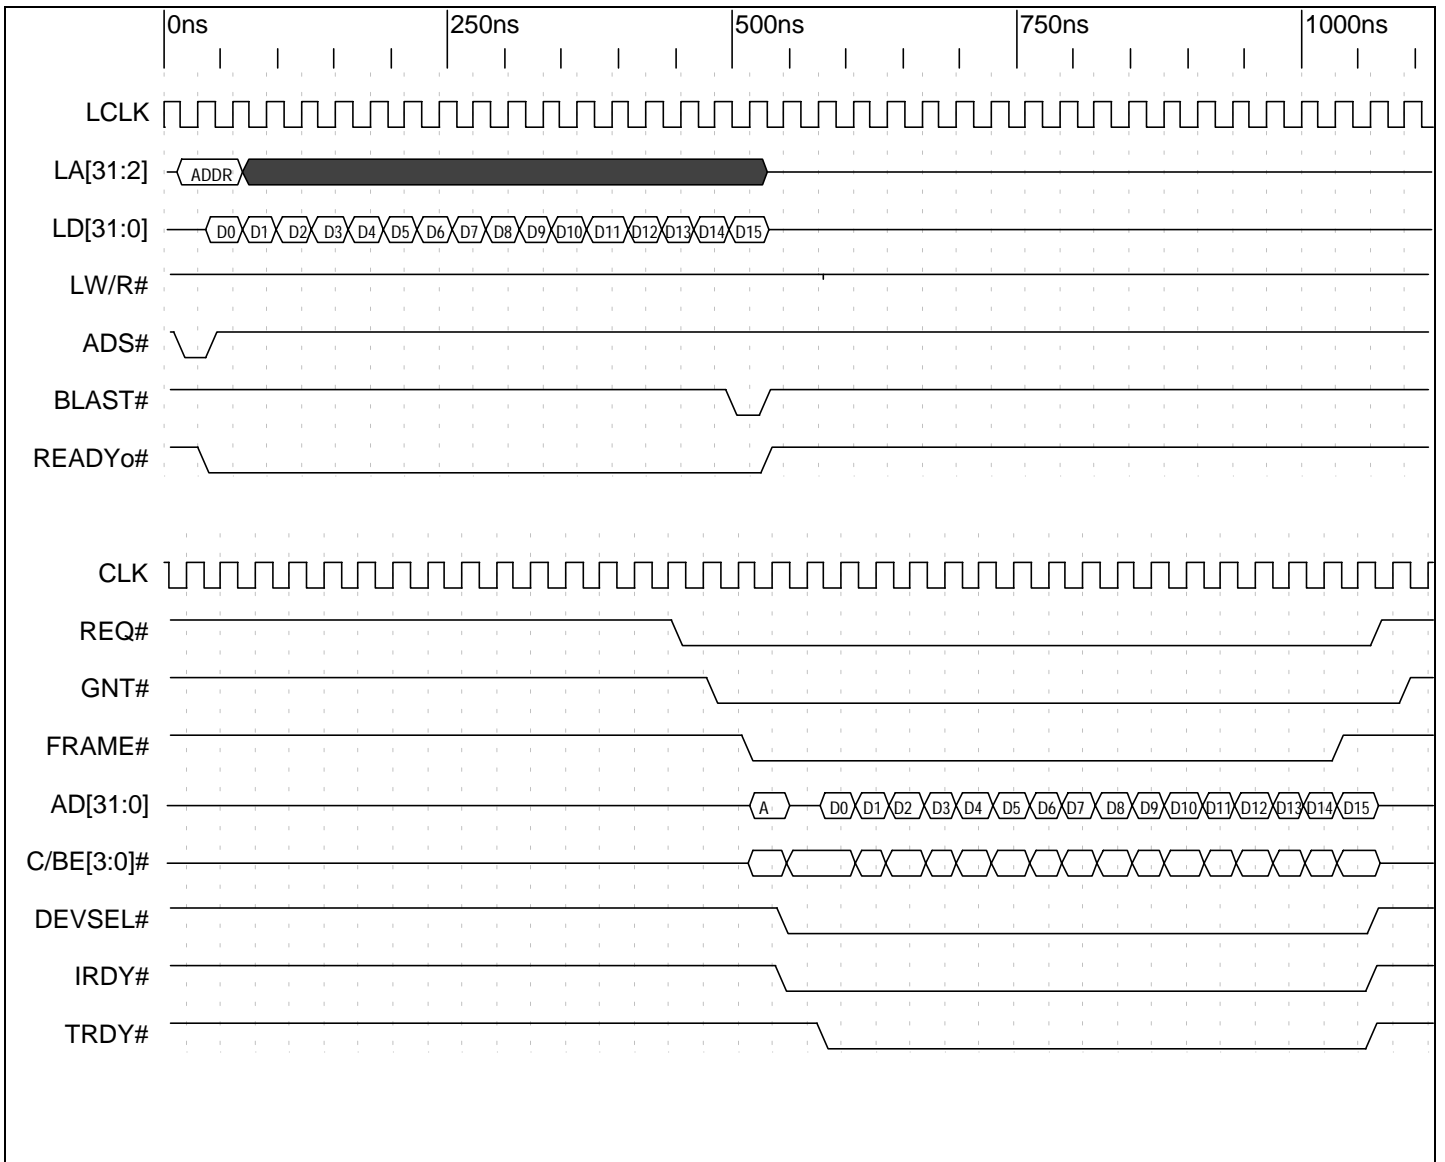 0ns 250ns 500ns 750ns 1000ns
LCLK
LA[31:2] ADDR
LD[31:0] D0 D1 D2 D3 D4 D5 D6 D7 D8 D9 D10 D11 D12 D13 D14 D15
LW/R#
ADS#
BLAST#
READYo#
CLK
REQ#
GNT#
FRAME#
AD[31:0] A D0 D1 D2 D3 D4 D5 D6 D7 D8 D9 D10 D11 D12 D13 D14 D15
C/BE[3:0]#
DEVSEL#
IRDY#
TRDY#